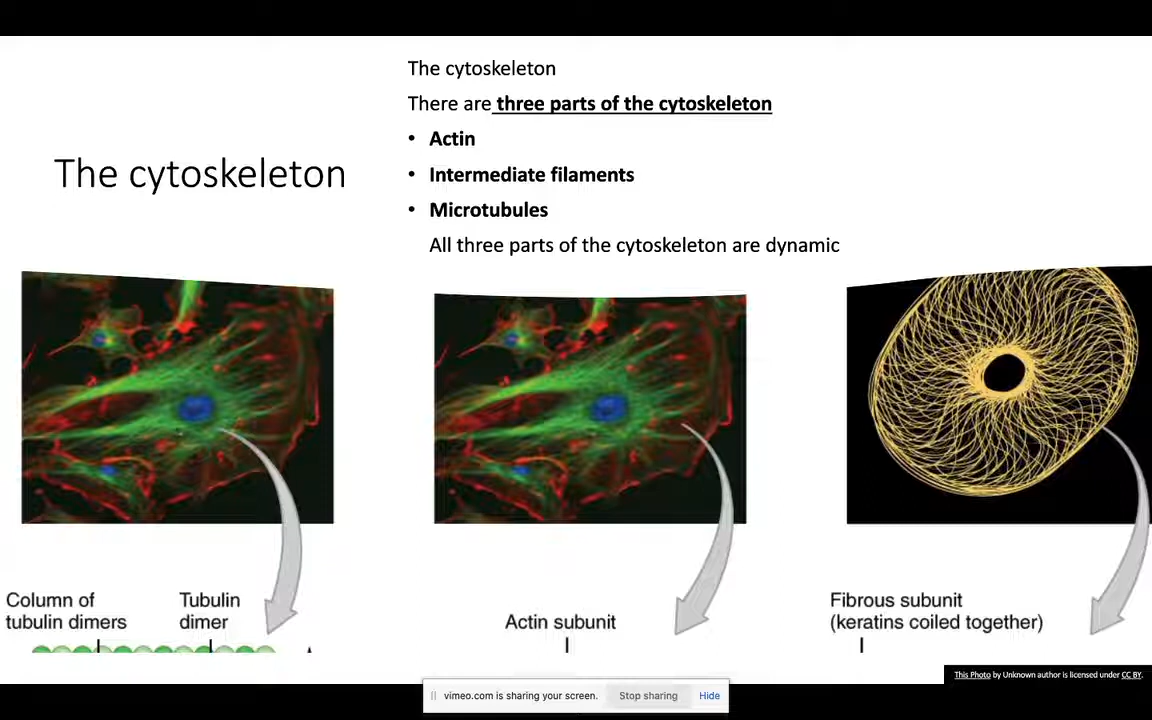 The cytoskeleton
There are three parts of the cytoskeleton
• Actin
The cytoskeleton
• Intermediate filaments
• Microtubules
All three parts of the cytoskeleton are dynamic
Column of tubulin dimers
Tubulin dimer
Actin subunit
Fibrous subunit
(keratins coiled together)
This Photo by Unknown author is licensed under CC BY.
vimeo.com is sharing your screen.
Stop sharing
Hide